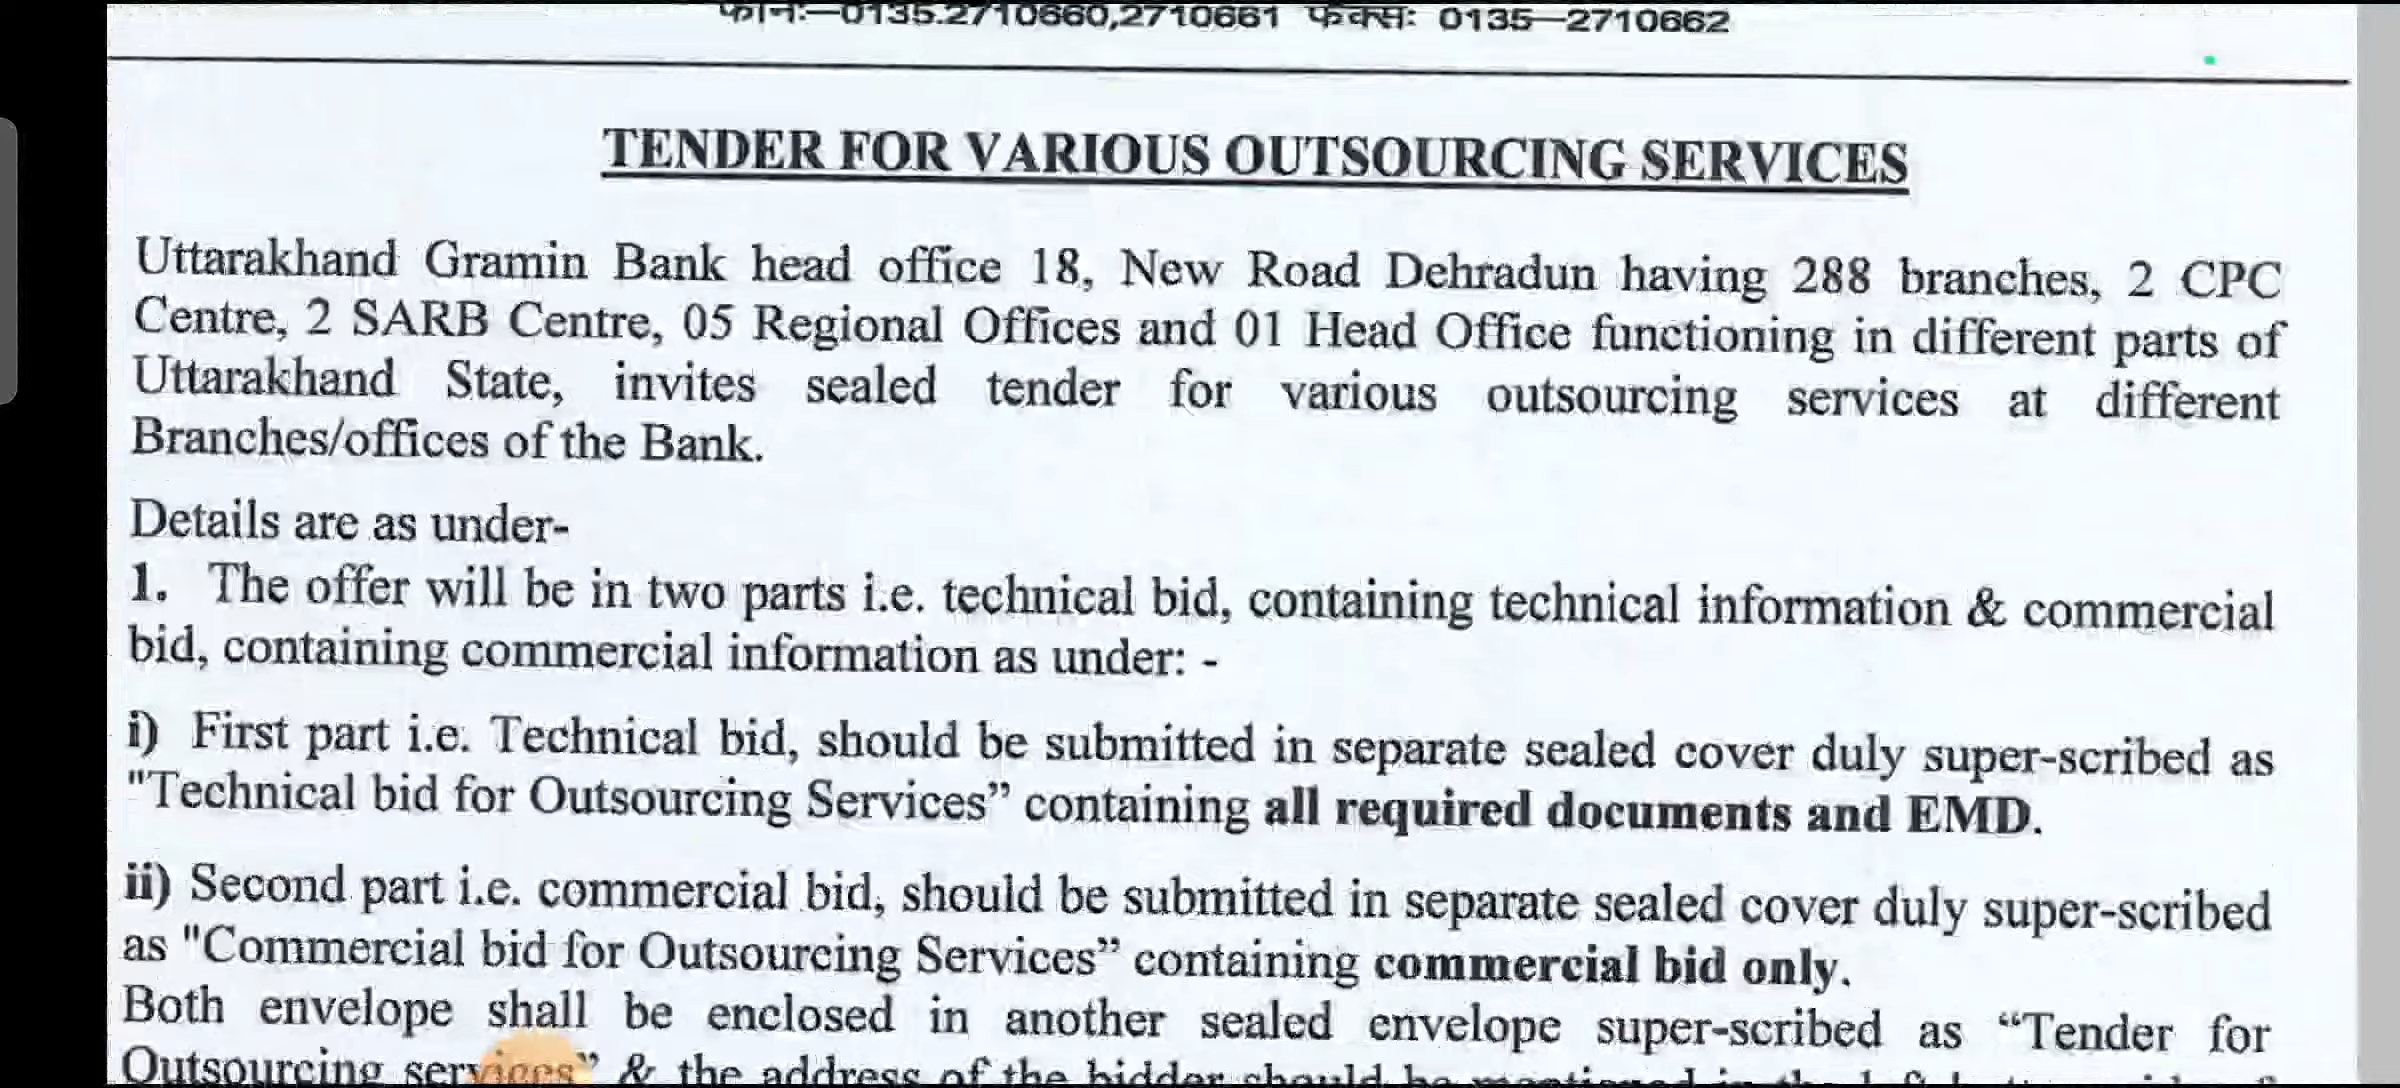 फोनः–0135.2710660,2710661 फैक्सः 0135–2710662
TENDER FOR VARIOUS OUTSOURCING SERVICES
Uttarakhand Gramin Bank head office 18, New Road Dehradun having 288 branches, 2 CPC
Centre, 2 SARB Centre, 05 Regional Offices and 01 Head Office functioning in different parts of
Uttarakhand State, invites sealed tender for various outsourcing services at different
Branches/offices of the Bank.
Details are as under-
1. The offer will be in two parts i.e. technical bid, containing technical information & commercial
bid, containing commercial information as under: -
i) First part i.e. Technical bid, should be submitted in separate sealed cover duly super-scribed as
"Technical bid for Outsourcing Services” containing all required documents and EMD.
ii) Second part i.e. commercial bid, should be submitted in separate sealed cover duly super-scribed
as "Commercial bid for Outsourcing Services” containing commercial bid only.
Both envelope shall be enclosed in another sealed envelope super-scribed as “Tender for
Outsourcing services” & the address of the bidder should be mentioned in the